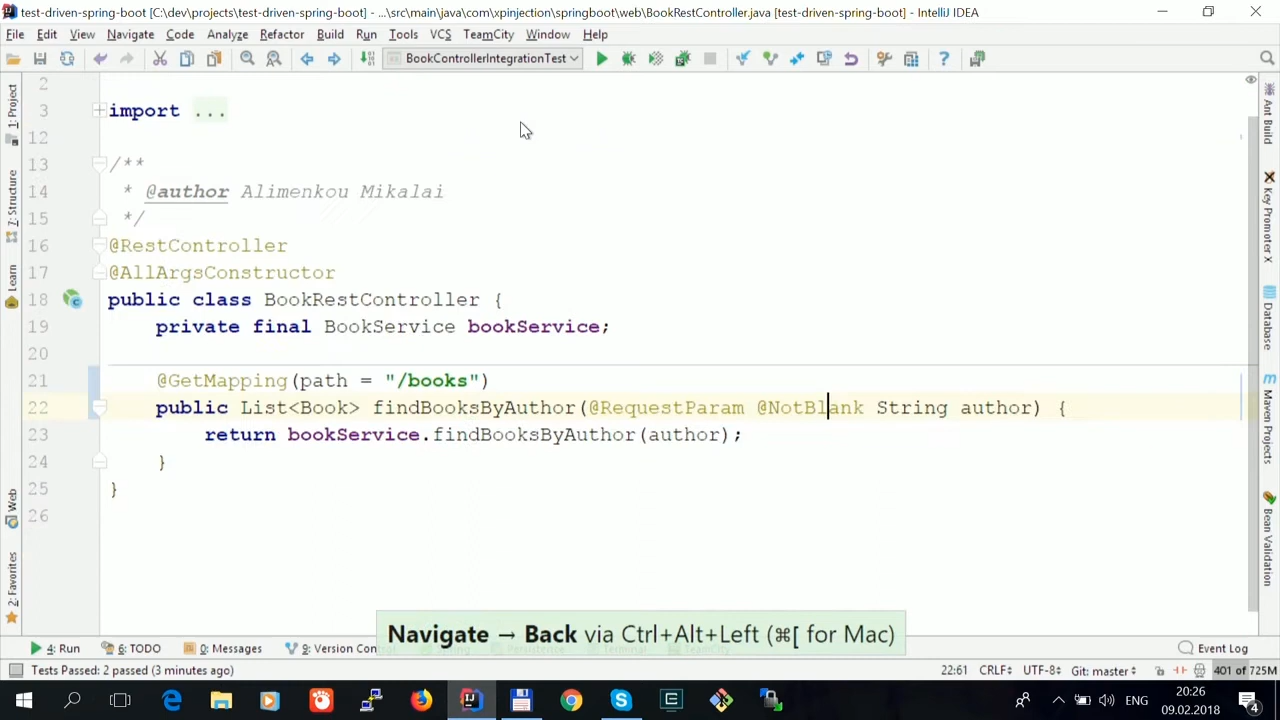 test-driven-spring-boot [C:\dev\projects\test-driven-spring-boot] - ...\src\main\java\com\xpinjection\springboot\web\BookRestController.java [test-driven-spring-boot] - IntelliJ IDEA
File Edit View Navigate Code Analyze Refactor Build Run Tools TeamCity VCS Window Help
BookControllerIntegrationTest
1: Project
7: Structure
Learn
Web
2: Favorites
2
3 import ...
12
13 /**
14 * @author Alimenkou Mikalai
15 */
16 @RestController
17 @AllArgsConstructor
18 public class BookRestController {
19 private final BookService bookService;
20
21 @GetMapping(path = "/books")
22 public List<Book> findBooksByAuthor(@RequestParam @NotBlank String author) {
23 return bookService.findBooksByAuthor(author);
24 }
25 }
26
Ant Build
Key Promoter X
Database
Maven Projects
Bean Validation
Navigate → Back via Ctrl+Alt+Left (⌘[ for Mac)
4: Run 6: TODO 0: Messages 9: Version Cont Persistence Terminal TeamCity Event Log
Tests Passed: 2 passed (3 minutes ago) 22:61 CRLF UTF-8 Git: master 401 of 725M
ENG 20:26
09.02.2018 4